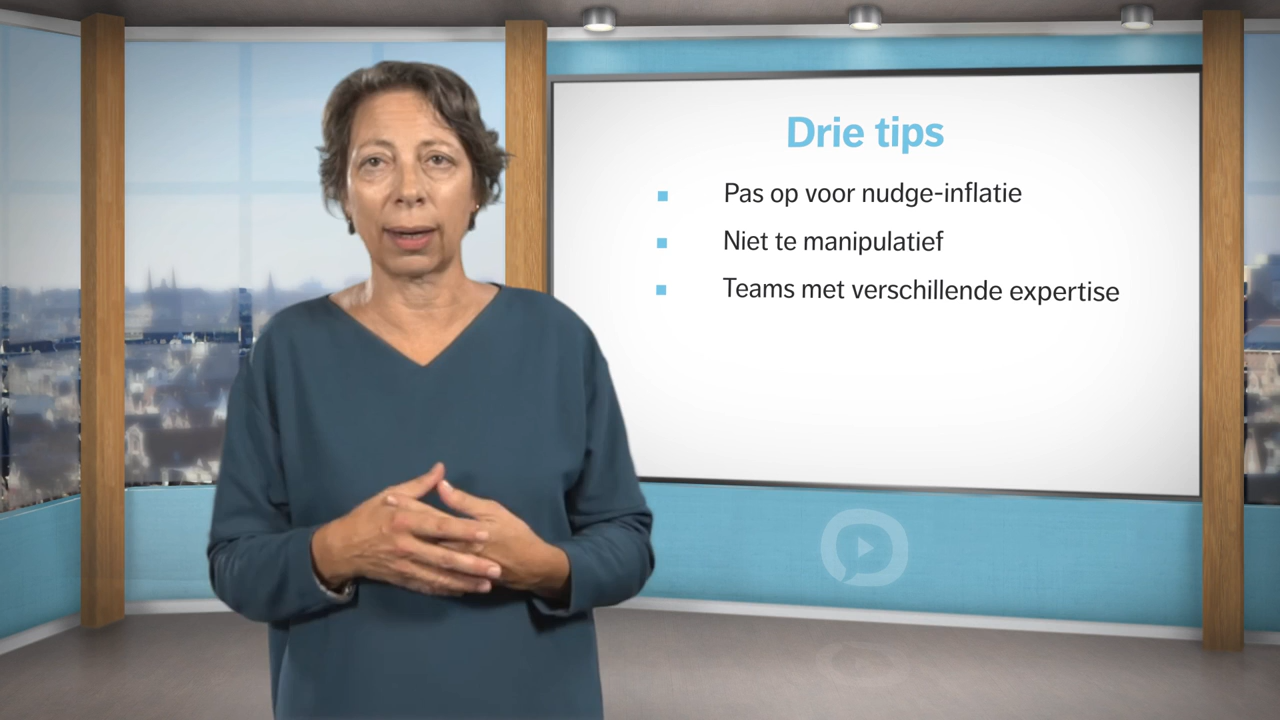 Drie tips
Pas op voor nudge-inflatie
Niet te manipulatief
Teams met verschillende expertise